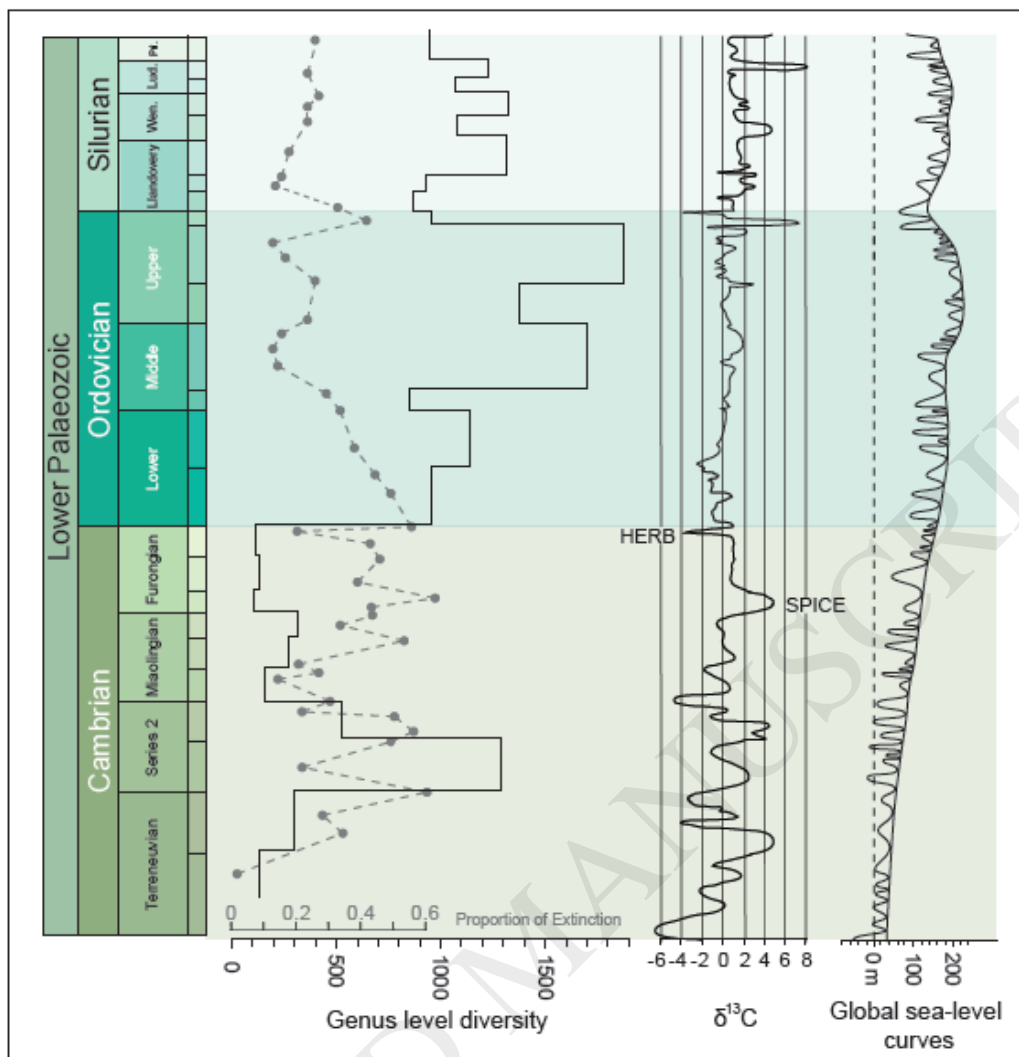 Lower Palaeozoic
Silurian
Ordovician
Cambrian
Pri.
Lud.
Wen.
Llandovery
Upper
Middle
Lower
Furongian
Miaolingian
Series 2
Terreneuvian
HERB
SPICE
0 0.2 0.4 0.6 Proportion of Extinction
0 500 1000 1500
Genus level diversity
-6 -4 -2 0 2 4 6 8
δ¹³C
0 m 100 200
Global sea-level
curves
D MANUSCRIP